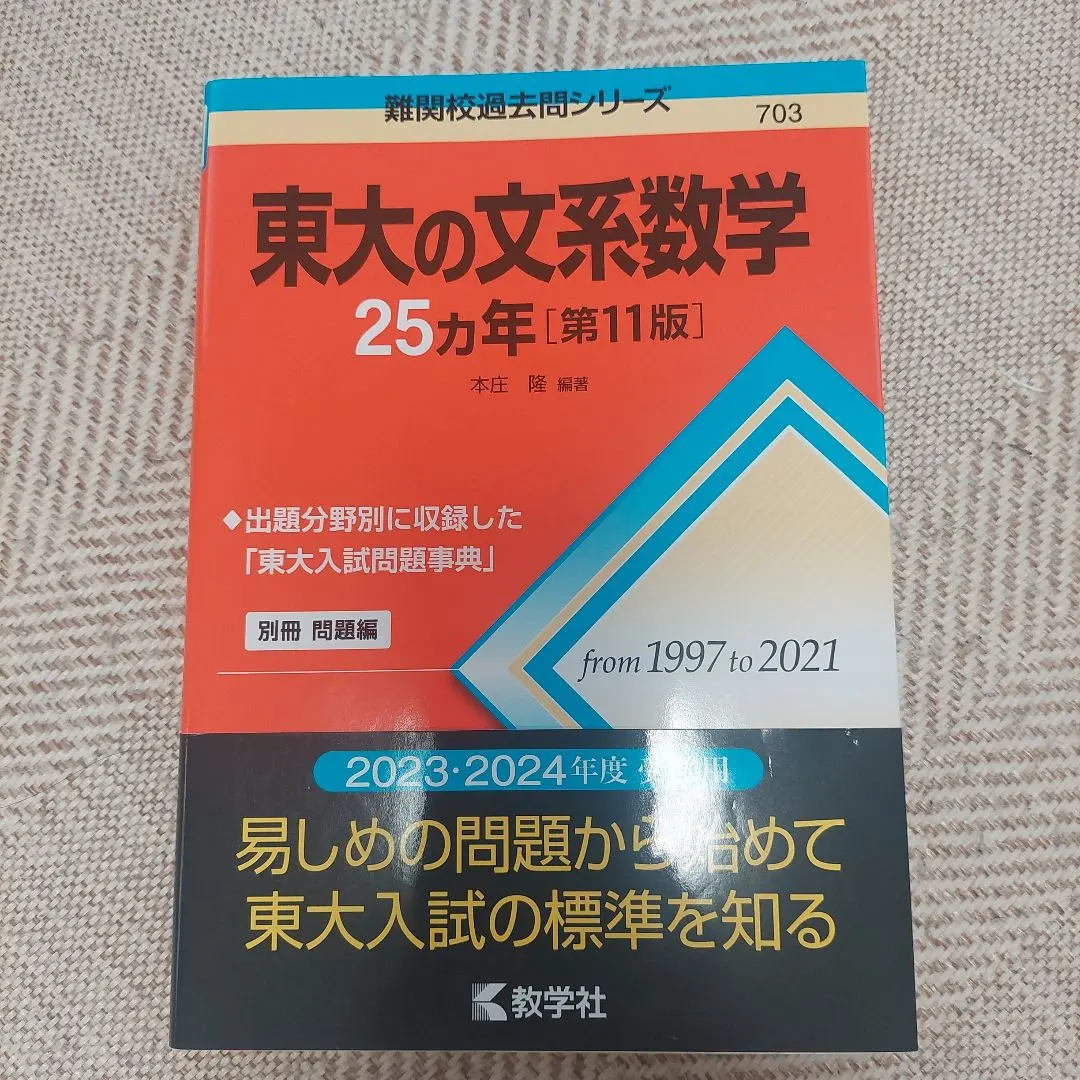 難関校過去問シリーズ
703
東大の文系数学
25カ年[第11版]
本庄 隆 編著
◆出題分野別に収録した
「東大入試問題事典」
別冊 問題編
from 1997 to 2021
2023・2024年度 用
易しめの問題から始めて
東大入試の標準を知る
教学社